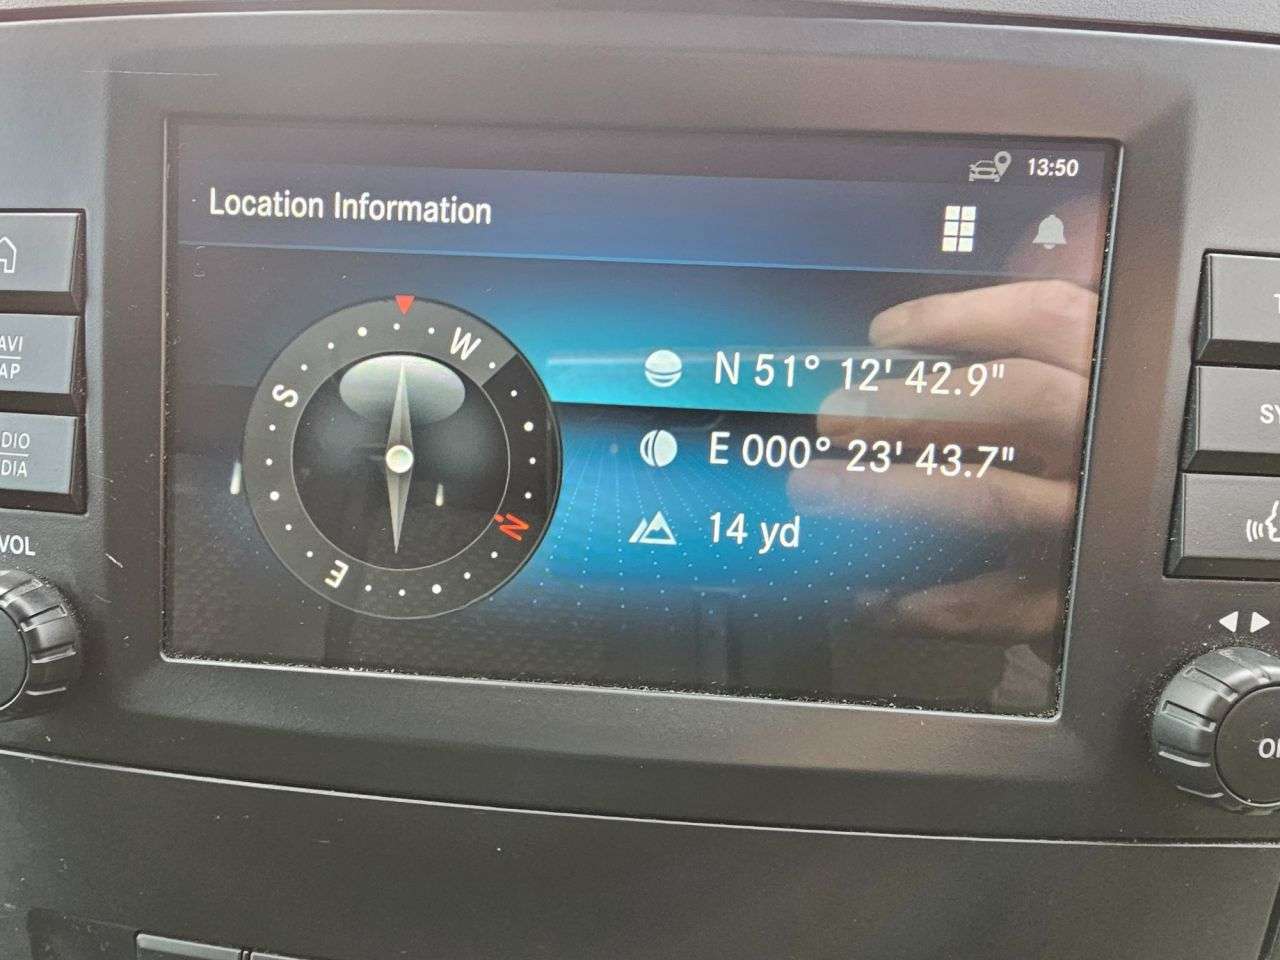 13:50
Location Information
W
S
N
E
N 51° 12' 42.9"
E 000° 23' 43.7"
14 yd
VOL